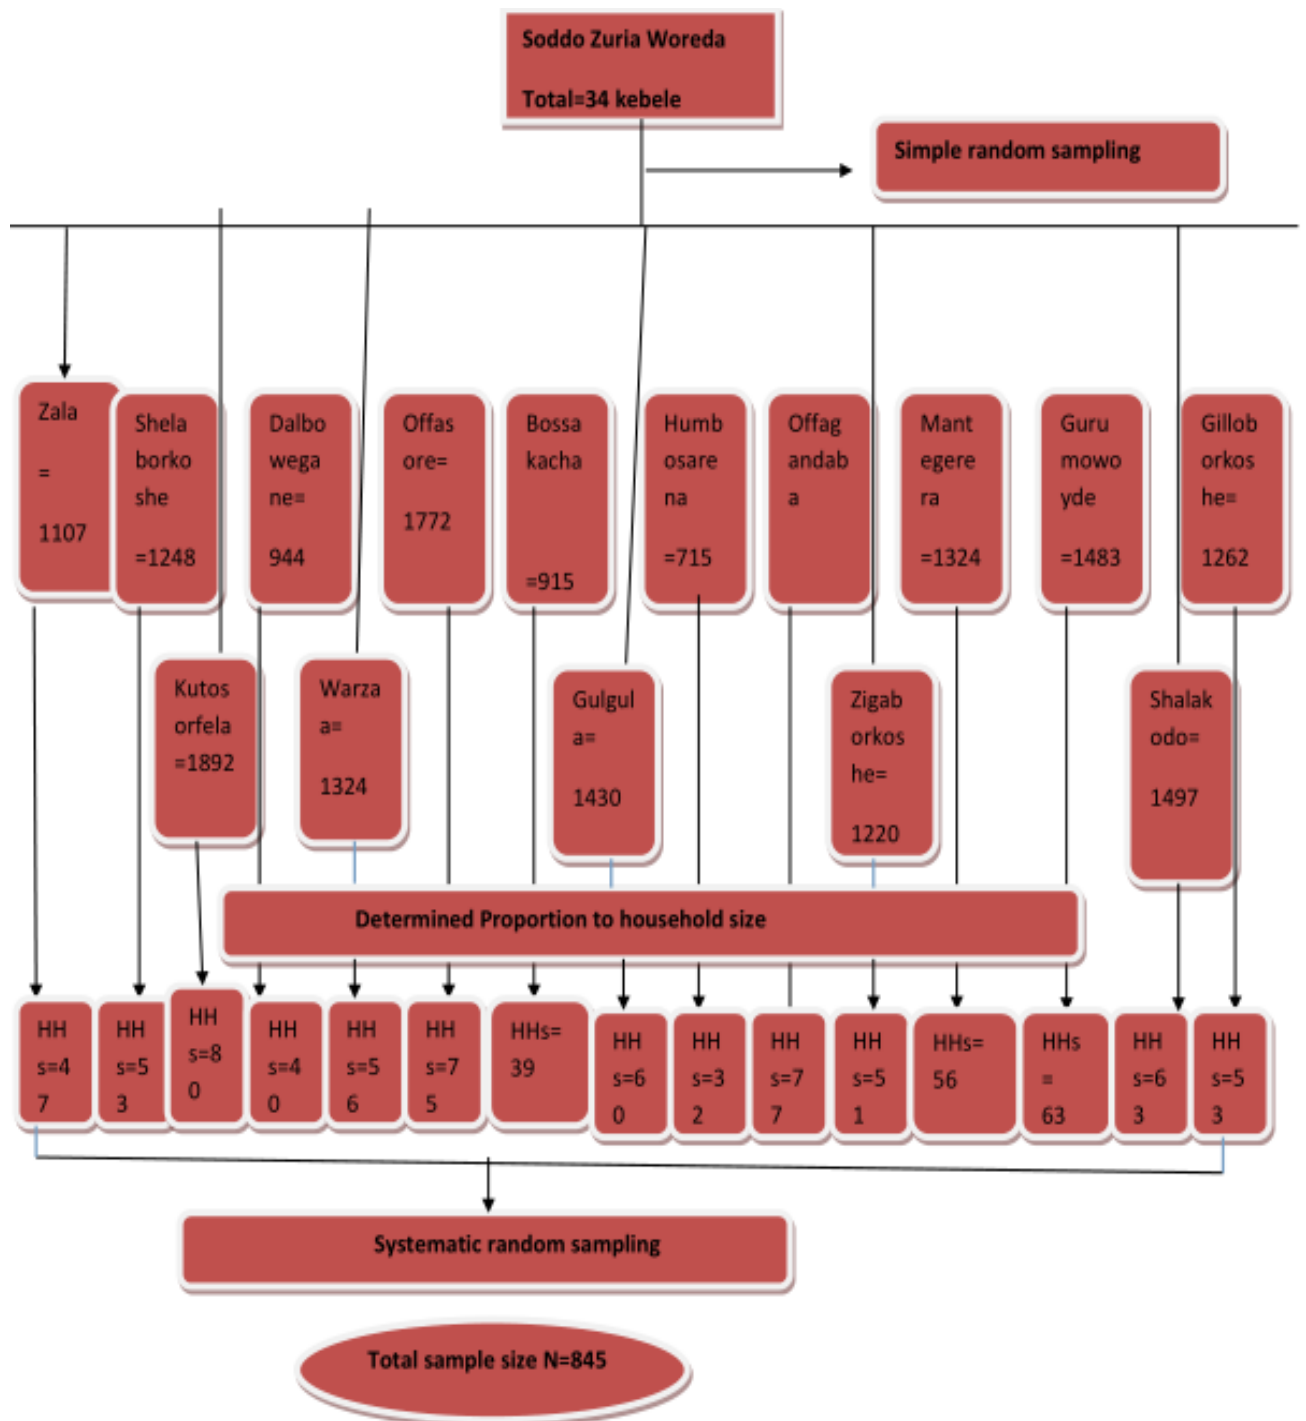 Soddo Zuria Woreda
Total=34 kebele
Simple random sampling
Zala
=
1107
Shela
borko
she
=1248
Dalbo
wega
ne=
944
Offas
ore=
1772
Bossa
kacha
=915
Humb
osare
na
=715
Offag
andab
a
Mant
egere
ra
=1324
Guru
mowo
yde
=1483
Gillob
orkos
he=
1262
Kutos
orfela
=1892
Warza
a=
1324
Gulgul
a=
1430
Zigab
orkos
he=
1220
Shalak
odo=
1497
Determined Proportion to household size
HH
s=4
7
HH
s=5
3
HH
s=8
0
HH
s=4
0
HH
s=5
6
HH
s=7
5
HHs=
39
HH
s=6
0
HH
s=3
2
HH
s=7
7
HH
s=5
1
HHs=
56
HHs
=
63
HH
s=6
3
HH
s=5
3
Systematic random sampling
Total sample size N=845